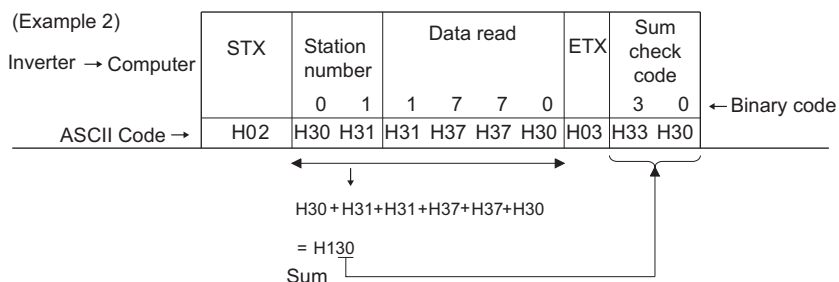 (Example 2)
Inverter → Computer
STX
Station number
Data read
ETX
Sum check code
0 1 1 7 7 0 3 0
← Binary code
ASCII Code → H02 H30 H31 H31 H37 H37 H30 H03 H33 H30
H30+H31+H31+H37+H37+H30
= H130
Sum